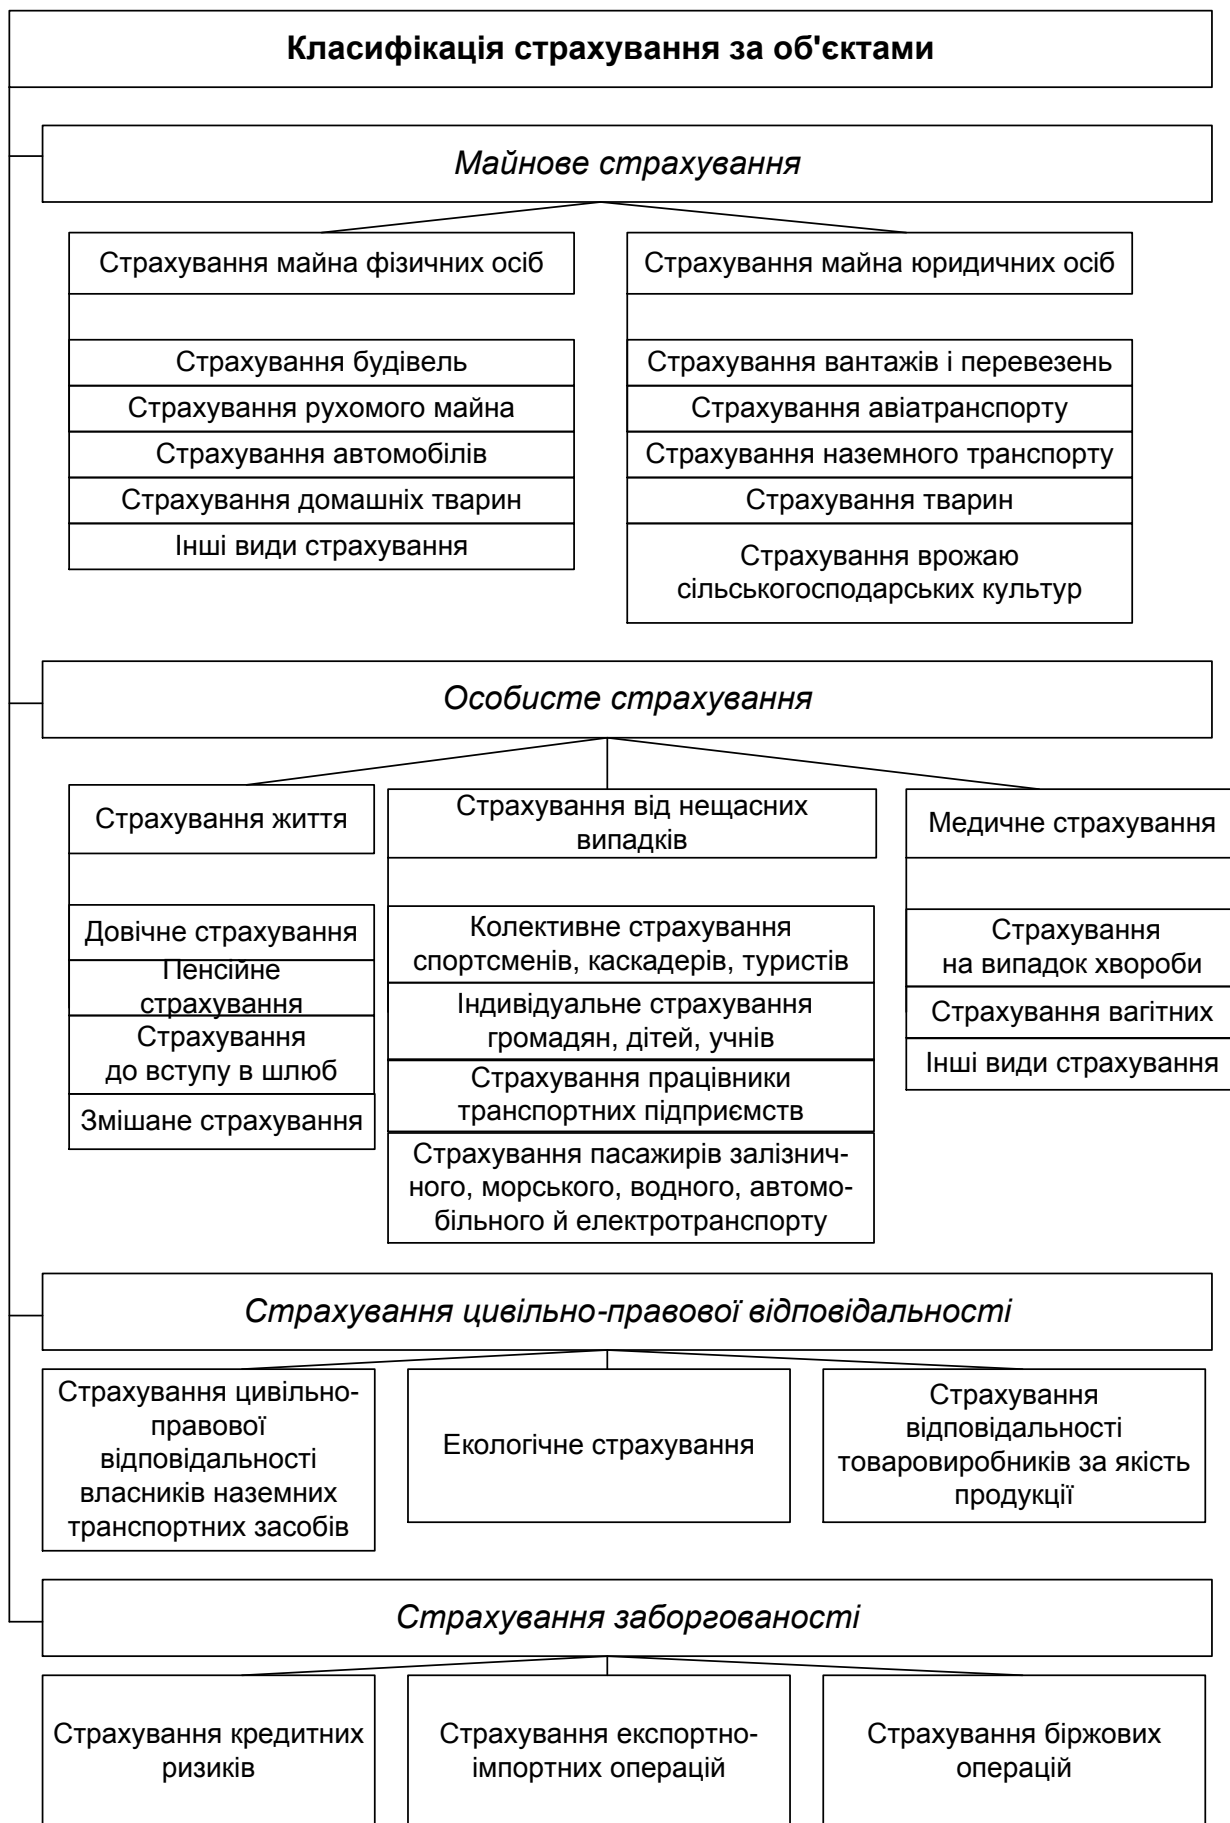 Класифікація страхування за об'єктами
Майнове страхування
Страхування майна фізичних осіб
Страхування будівель
Страхування рухомого майна
Страхування автомобілів
Страхування домашніх тварин
Інші види страхування
Страхування майна юридичних осіб
Страхування вантажів і перевезень
Страхування авіатранспорту
Страхування наземного транспорту
Страхування тварин
Страхування врожаю
сільськогосподарських культур
Особисте страхування
Страхування життя
Довічне страхування
Пенсійне
страхування
Страхування
до вступу в шлюб
Змішане страхування
Страхування від нещасних
випадків
Колективне страхування
спортсменів, каскадерів, туристів
Індивідуальне страхування
громадян, дітей, учнів
Страхування працівники
транспортних підприємств
Страхування пасажирів залізнич-
ного, морського, водного, автомо-
більного й електротранспорту
Медичне страхування
Страхування
на випадок хвороби
Страхування вагітних
Інші види страхування
Страхування цивільно-правової відповідальності
Страхування цивільно-
правової
відповідальності
власників наземних
транспортних засобів
Екологічне страхування
Страхування
відповідальності
товаровиробників за якість
продукції
Страхування заборгованості
Страхування кредитних
ризиків
Страхування експортно-
імпортних операцій
Страхування біржових
операцій